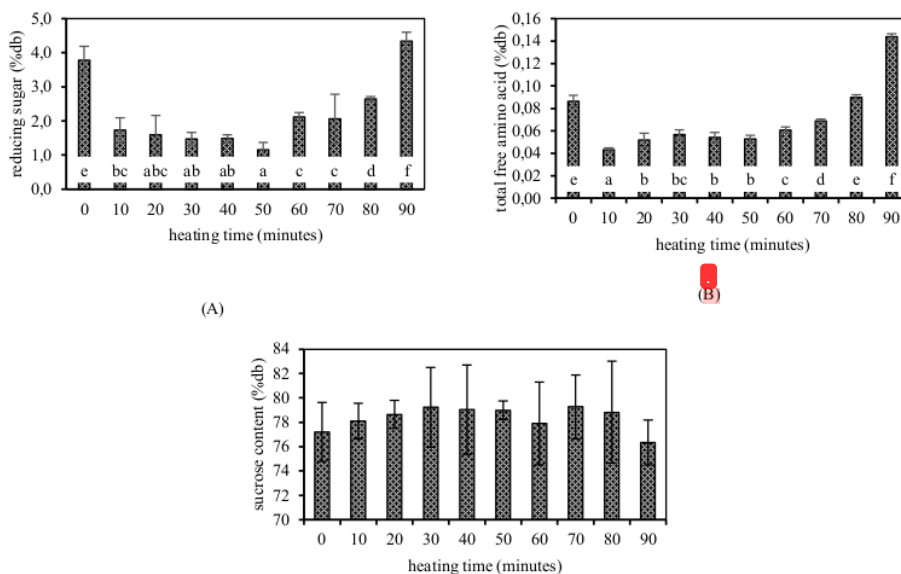 reducing sugar (%db)
5,0
4,0
3,0
2,0
1,0
0,0
e bc abc ab ab a c c d f
0 10 20 30 40 50 60 70 80 90
heating time (minutes)
(A)
total free amino acid (%db)
0,16
0,14
0,12
0,10
0,08
0,06
0,04
0,02
0,00
e a b bc b b c d e f
0 10 20 30 40 50 60 70 80 90
heating time (minutes)
.
(B)
sucrose content (%db)
84
82
80
78
76
74
72
70
0 10 20 30 40 50 60 70 80 90
heating time (minutes)